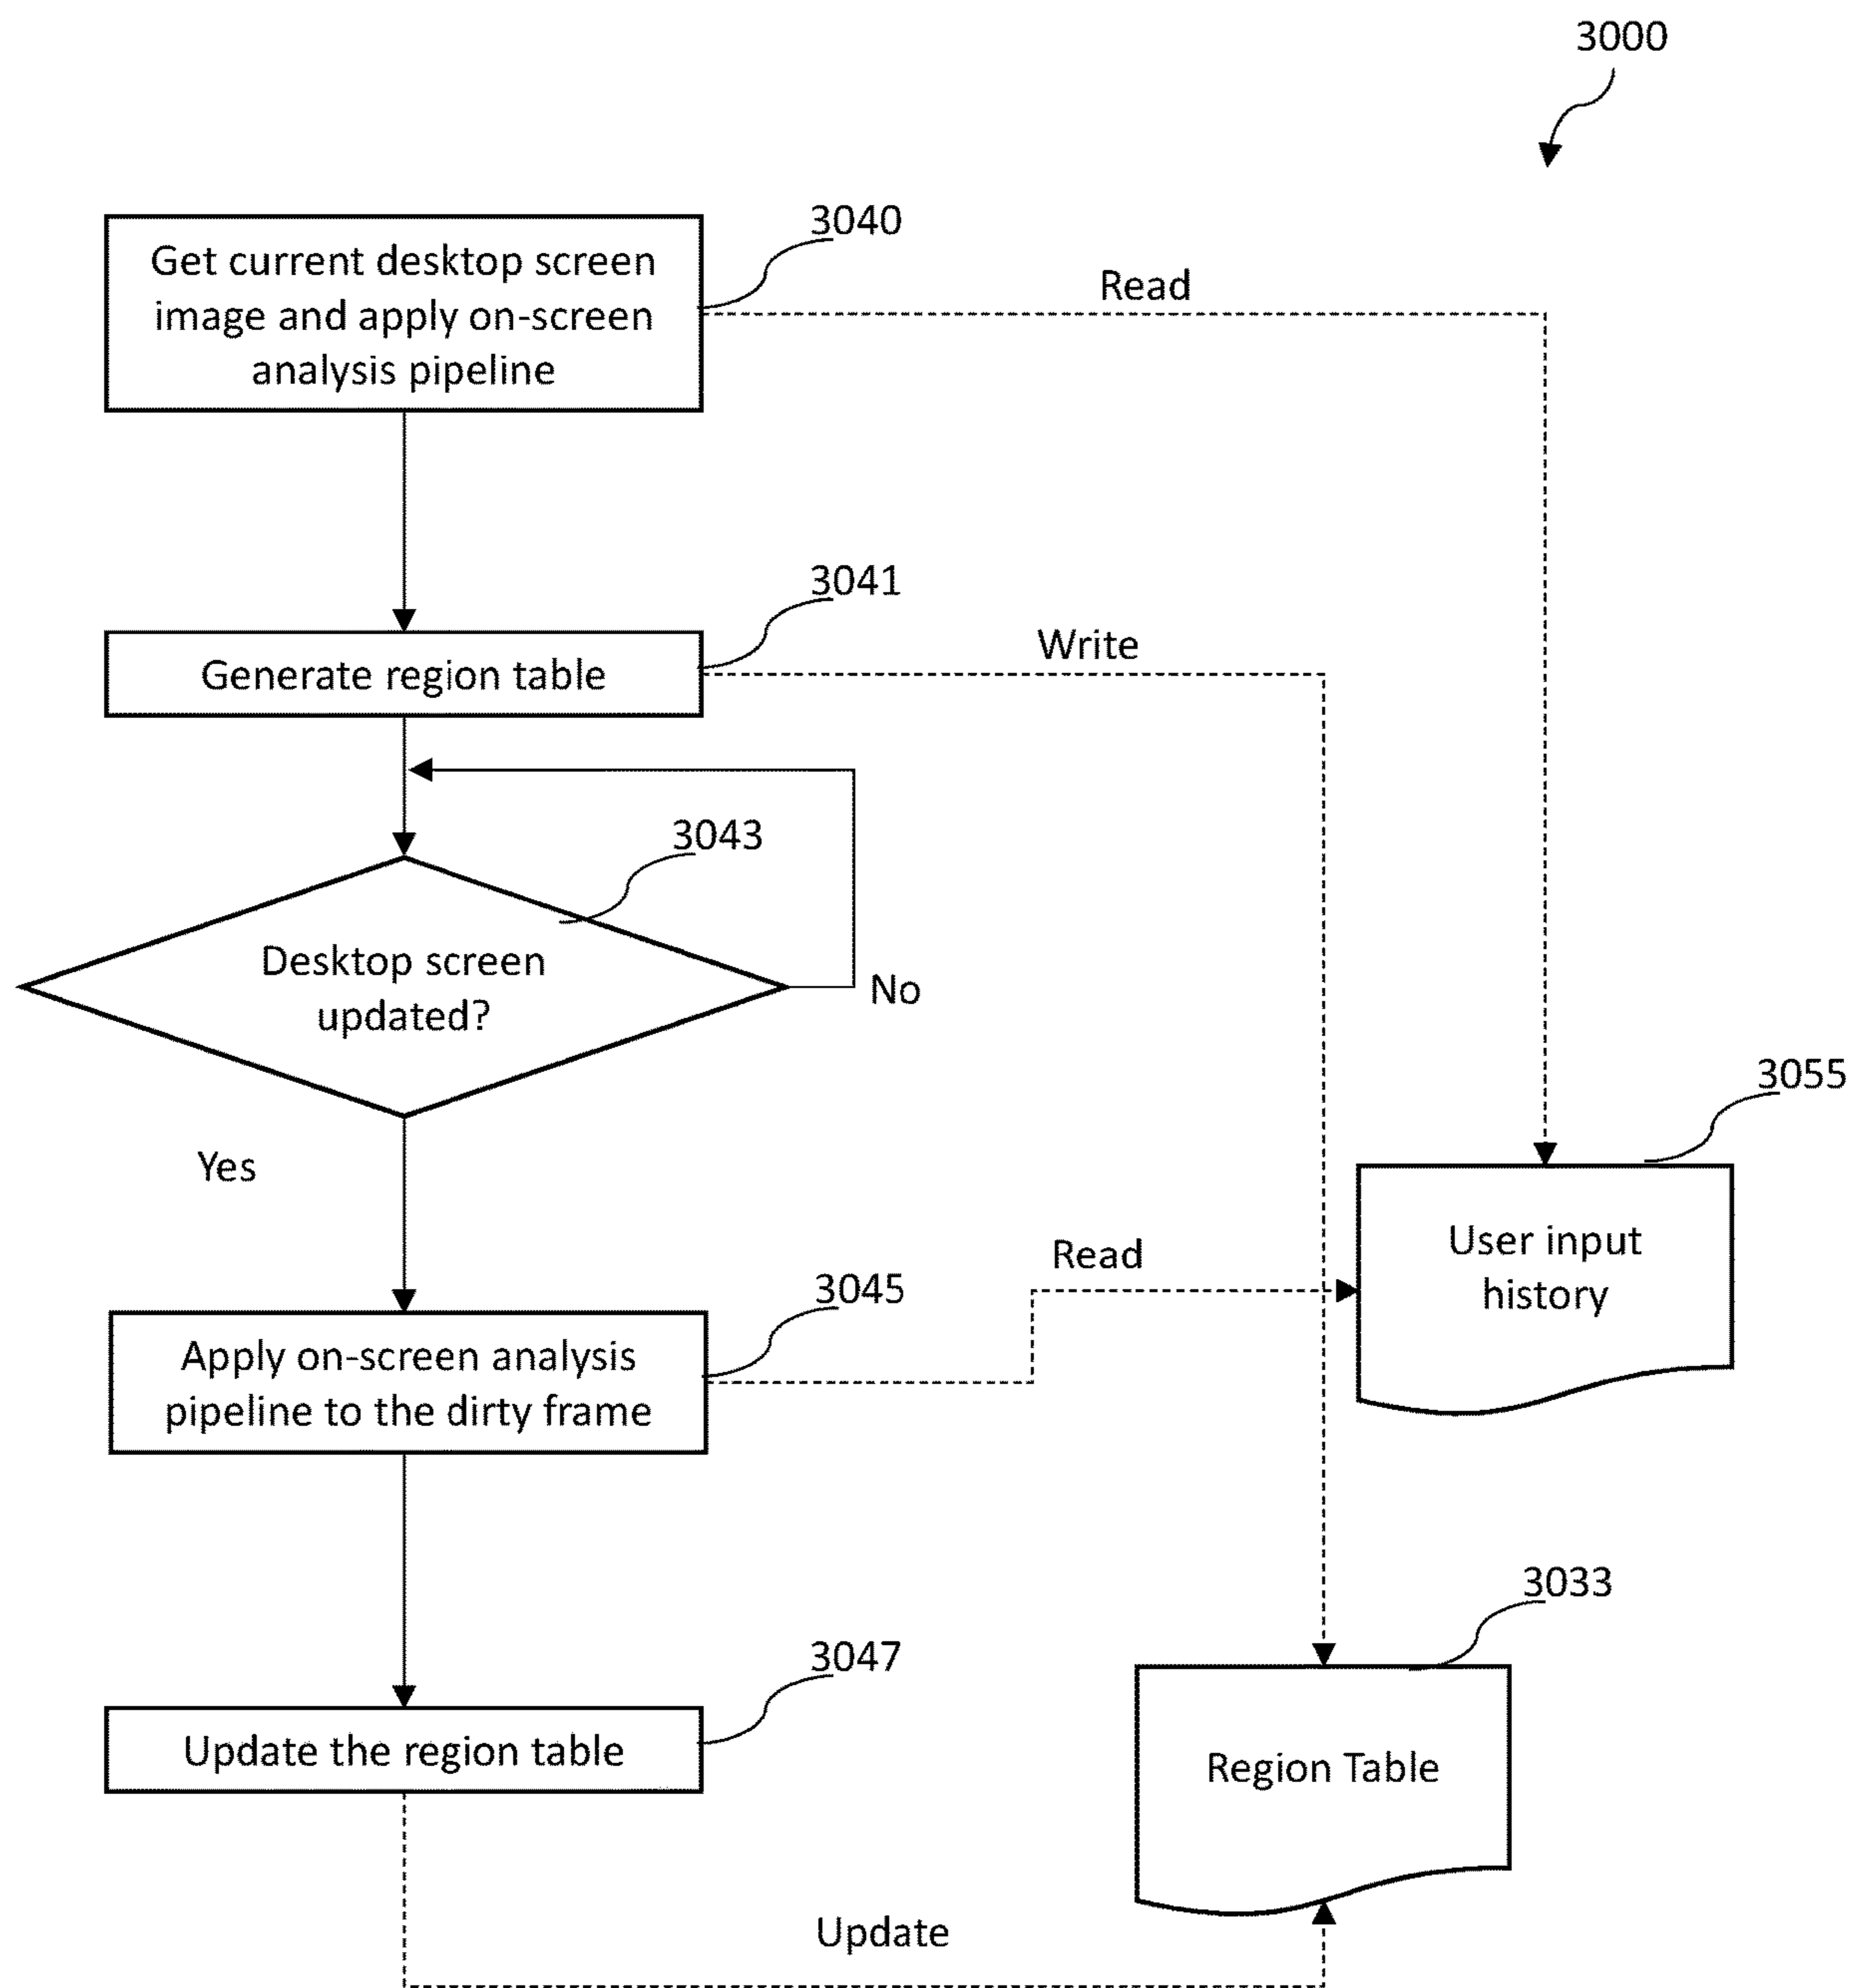 3000
3040
Get current desktop screen
image and apply on-screen
analysis pipeline
Read
3041
Generate region table
Write
3043
Desktop screen
updated?
No
Yes
3055
User input
history
Read
3045
Apply on-screen analysis
pipeline to the dirty frame
3033
Region Table
3047
Update the region table
Update